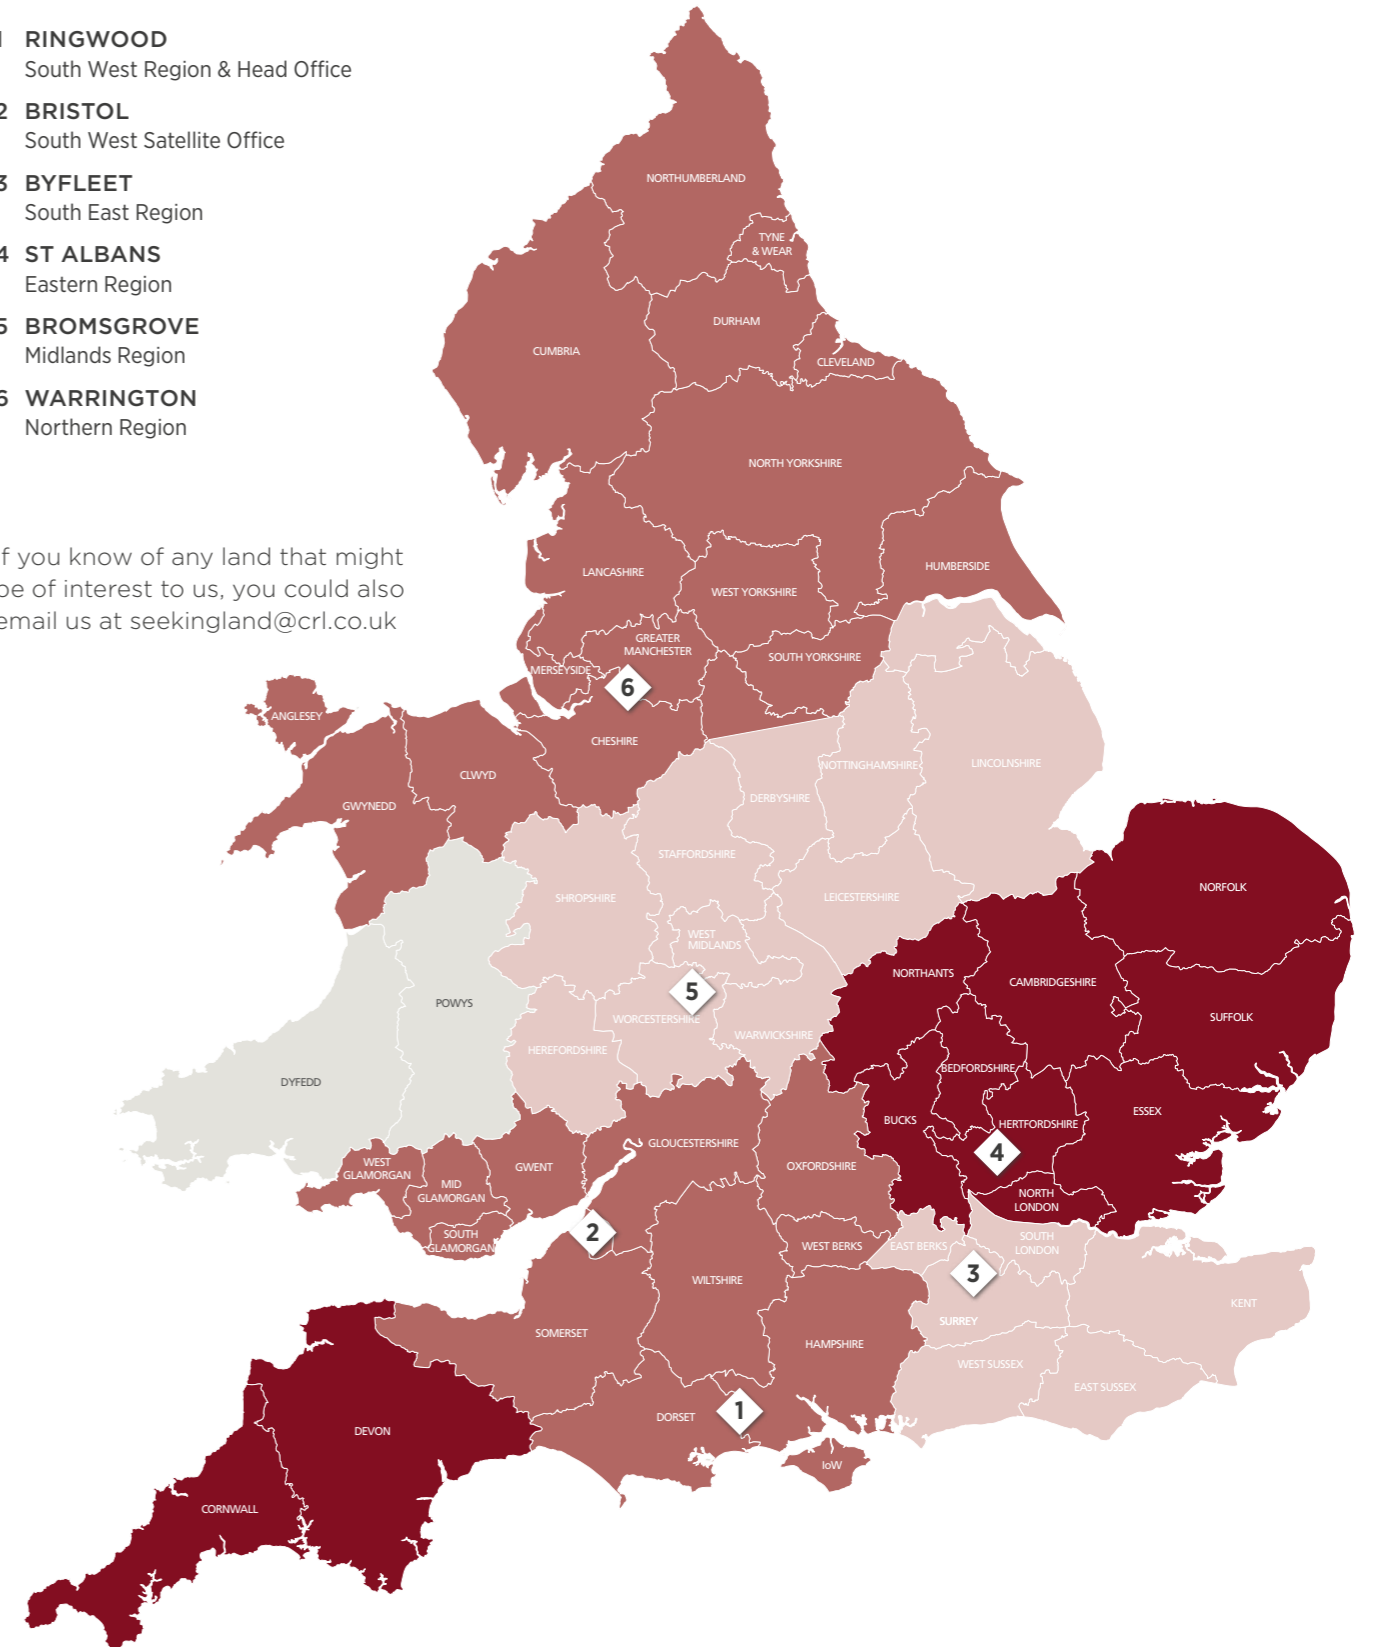 1 RINGWOOD
South West Region & Head Office
2 BRISTOL
South West Satellite Office
3 BYFLEET
South East Region
4 ST ALBANS
Eastern Region
5 BROMSGROVE
Midlands Region
6 WARRINGTON
Northern Region
If you know of any land that might
be of interest to us, you could also
email us at seekingland@crl.co.uk
NORTHUMBERLAND
TYNE
& WEAR
DURHAM
CUMBRIA
CLEVELAND
NORTH YORKSHIRE
HUMBERSIDE
LANCASHIRE
WEST YORKSHIRE
GREATER
MANCHESTER
SOUTH YORKSHIRE
MERSEYSIDE
6
ANGLESEY
CHESHIRE
CLWYD
GWYNEDD
NOTTINGHAMSHIRE
LINCOLNSHIRE
DERBYSHIRE
STAFFORDSHIRE
SHROPSHIRE
LEICESTERSHIRE
NORFOLK
WEST
MIDLANDS
NORTHANTS
CAMBRIDGESHIRE
5
POWYS
WORCESTERSHIRE
SUFFOLK
WARWICKSHIRE
HEREFORDSHIRE
BEDFORDSHIRE
DYFEDD
BUCKS
HERTFORDSHIRE
ESSEX
4
GLOUCESTERSHIRE
OXFORDSHIRE
WEST
GLAMORGAN
GWENT
MID
GLAMORGAN
NORTH
LONDON
SOUTH
GLAMORGAN
2
WEST BERKS
EAST BERKS
SOUTH
LONDON
3
WILTSHIRE
KENT
SURREY
SOMERSET
HAMPSHIRE
WEST SUSSEX
EAST SUSSEX
1
DORSET
DEVON
IoW
CORNWALL